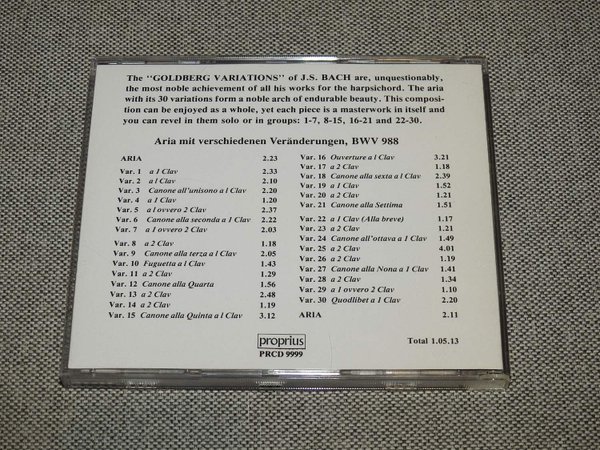 The "GOLDBERG VARIATIONS" of J.S. BACH are, unquestionably,
the most noble achievement of all his works for the harpsichord. The aria
with its 30 variations form a noble arch of endurable beauty. This composi-
tion can be enjoyed as a whole, yet each piece is a masterwork in itself and
you can revel in them solo or in groups: 1-7, 8-15, 16-21 and 22-30.
Aria mit verschiedenen Veränderungen, BWV 988
ARIA 2.23
Var. 1 a 1 Clav 2.33
Var. 2 a 1 Clav 2.10
Var. 3 Canone all'unisono a 1 Clav 2.20
Var. 4 a 1 Clav 1.20
Var. 5 a 1 ovvero 2 Clav 2.37
Var. 6 Canone alla seconda a 1 Clav 2.22
Var. 7 a 1 ovvero 2 Clav 2.03
Var. 8 a 2 Clav 1.18
Var. 9 Canone alla terza a 1 Clav 2.05
Var. 10 Fuguetta a 1 Clav 1.43
Var. 11 a 2 Clav 1.29
Var. 12 Canone alla Quarta 1.56
Var. 13 a 2 Clav 2.48
Var. 14 a 2 Clav 1.19
Var. 15 Canone alla Quinta a 1 Clav 3.12
Var. 16 Ouverture a 1 Clav 3.21
Var. 17 a 2 Clav 1.18
Var. 18 Canone alla sexta a 1 Clav 2.39
Var. 19 a 1 Clav 1.52
Var. 20 a 2 Clav 1.21
Var. 21 Canone alla Settima 1.51
Var. 22 a 1 Clav (Alla breve) 1.17
Var. 23 a 2 Clav 1.21
Var. 24 Canone all'ottava a 1 Clav 1.49
Var. 25 a 2 Clav 4.01
Var. 26 a 2 Clav 1.19
Var. 27 Canone alla Nona a 1 Clav 1.41
Var. 28 a 2 Clav 1.34
Var. 29 a 1 ovvero 2 Clav 1.10
Var. 30 Quodlibet a 1 Clav 2.20
ARIA 2.11
proprius
PRCD 9999
Total 1.05.13